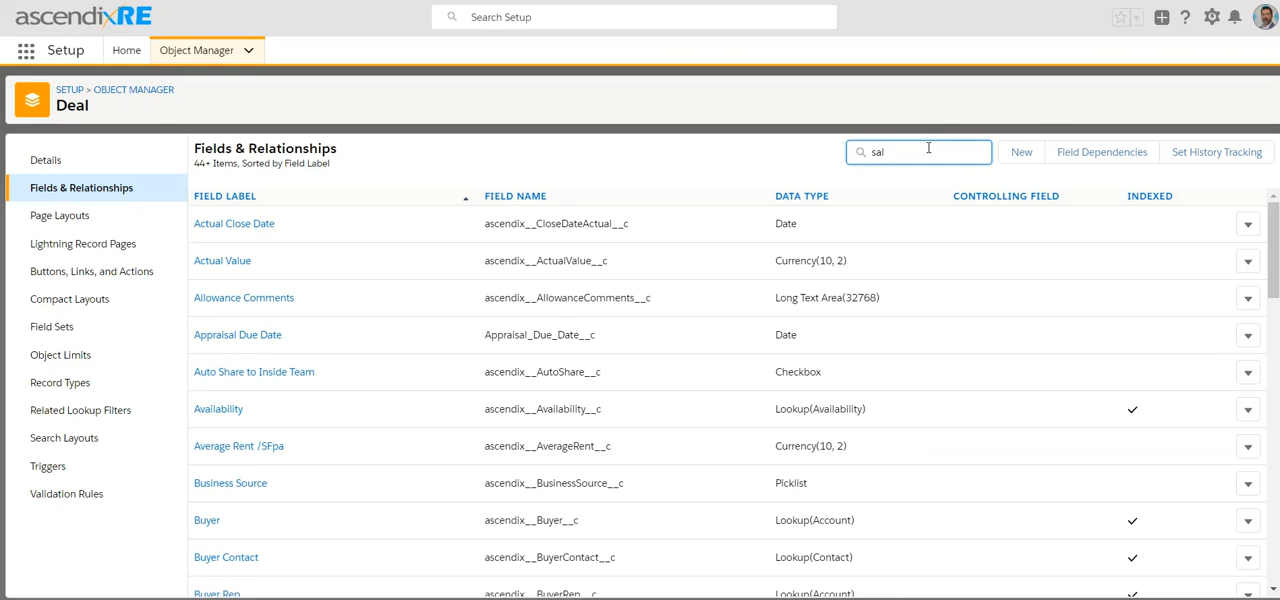 ascendixRE
Search Setup
Setup Home Object Manager
SETUP > OBJECT MANAGER
Deal
Details
Fields & Relationships
Page Layouts
Lightning Record Pages
Buttons, Links, and Actions
Compact Layouts
Field Sets
Object Limits
Record Types
Related Lookup Filters
Search Layouts
Triggers
Validation Rules
Fields & Relationships
44+ Items, Sorted by Field Label
sal
New Field Dependencies Set History Tracking
FIELD LABEL FIELD NAME DATA TYPE CONTROLLING FIELD INDEXED
Actual Close Date ascendix__CloseDateActual__c Date
Actual Value ascendix__ActualValue__c Currency(10, 2)
Allowance Comments ascendix__AllowanceComments__c Long Text Area(32768)
Appraisal Due Date Appraisal_Due_Date__c Date
Auto Share to Inside Team ascendix__AutoShare__c Checkbox
Availability ascendix__Availability__c Lookup(Availability)
Average Rent /SFpa ascendix__AverageRent__c Currency(10, 2)
Business Source ascendix__BusinessSource__c Picklist
Buyer ascendix__Buyer__c Lookup(Account)
Buyer Contact ascendix__BuyerContact__c Lookup(Contact)
Buyer Rep ascendix__BuyerRep__c Lookup(Account)